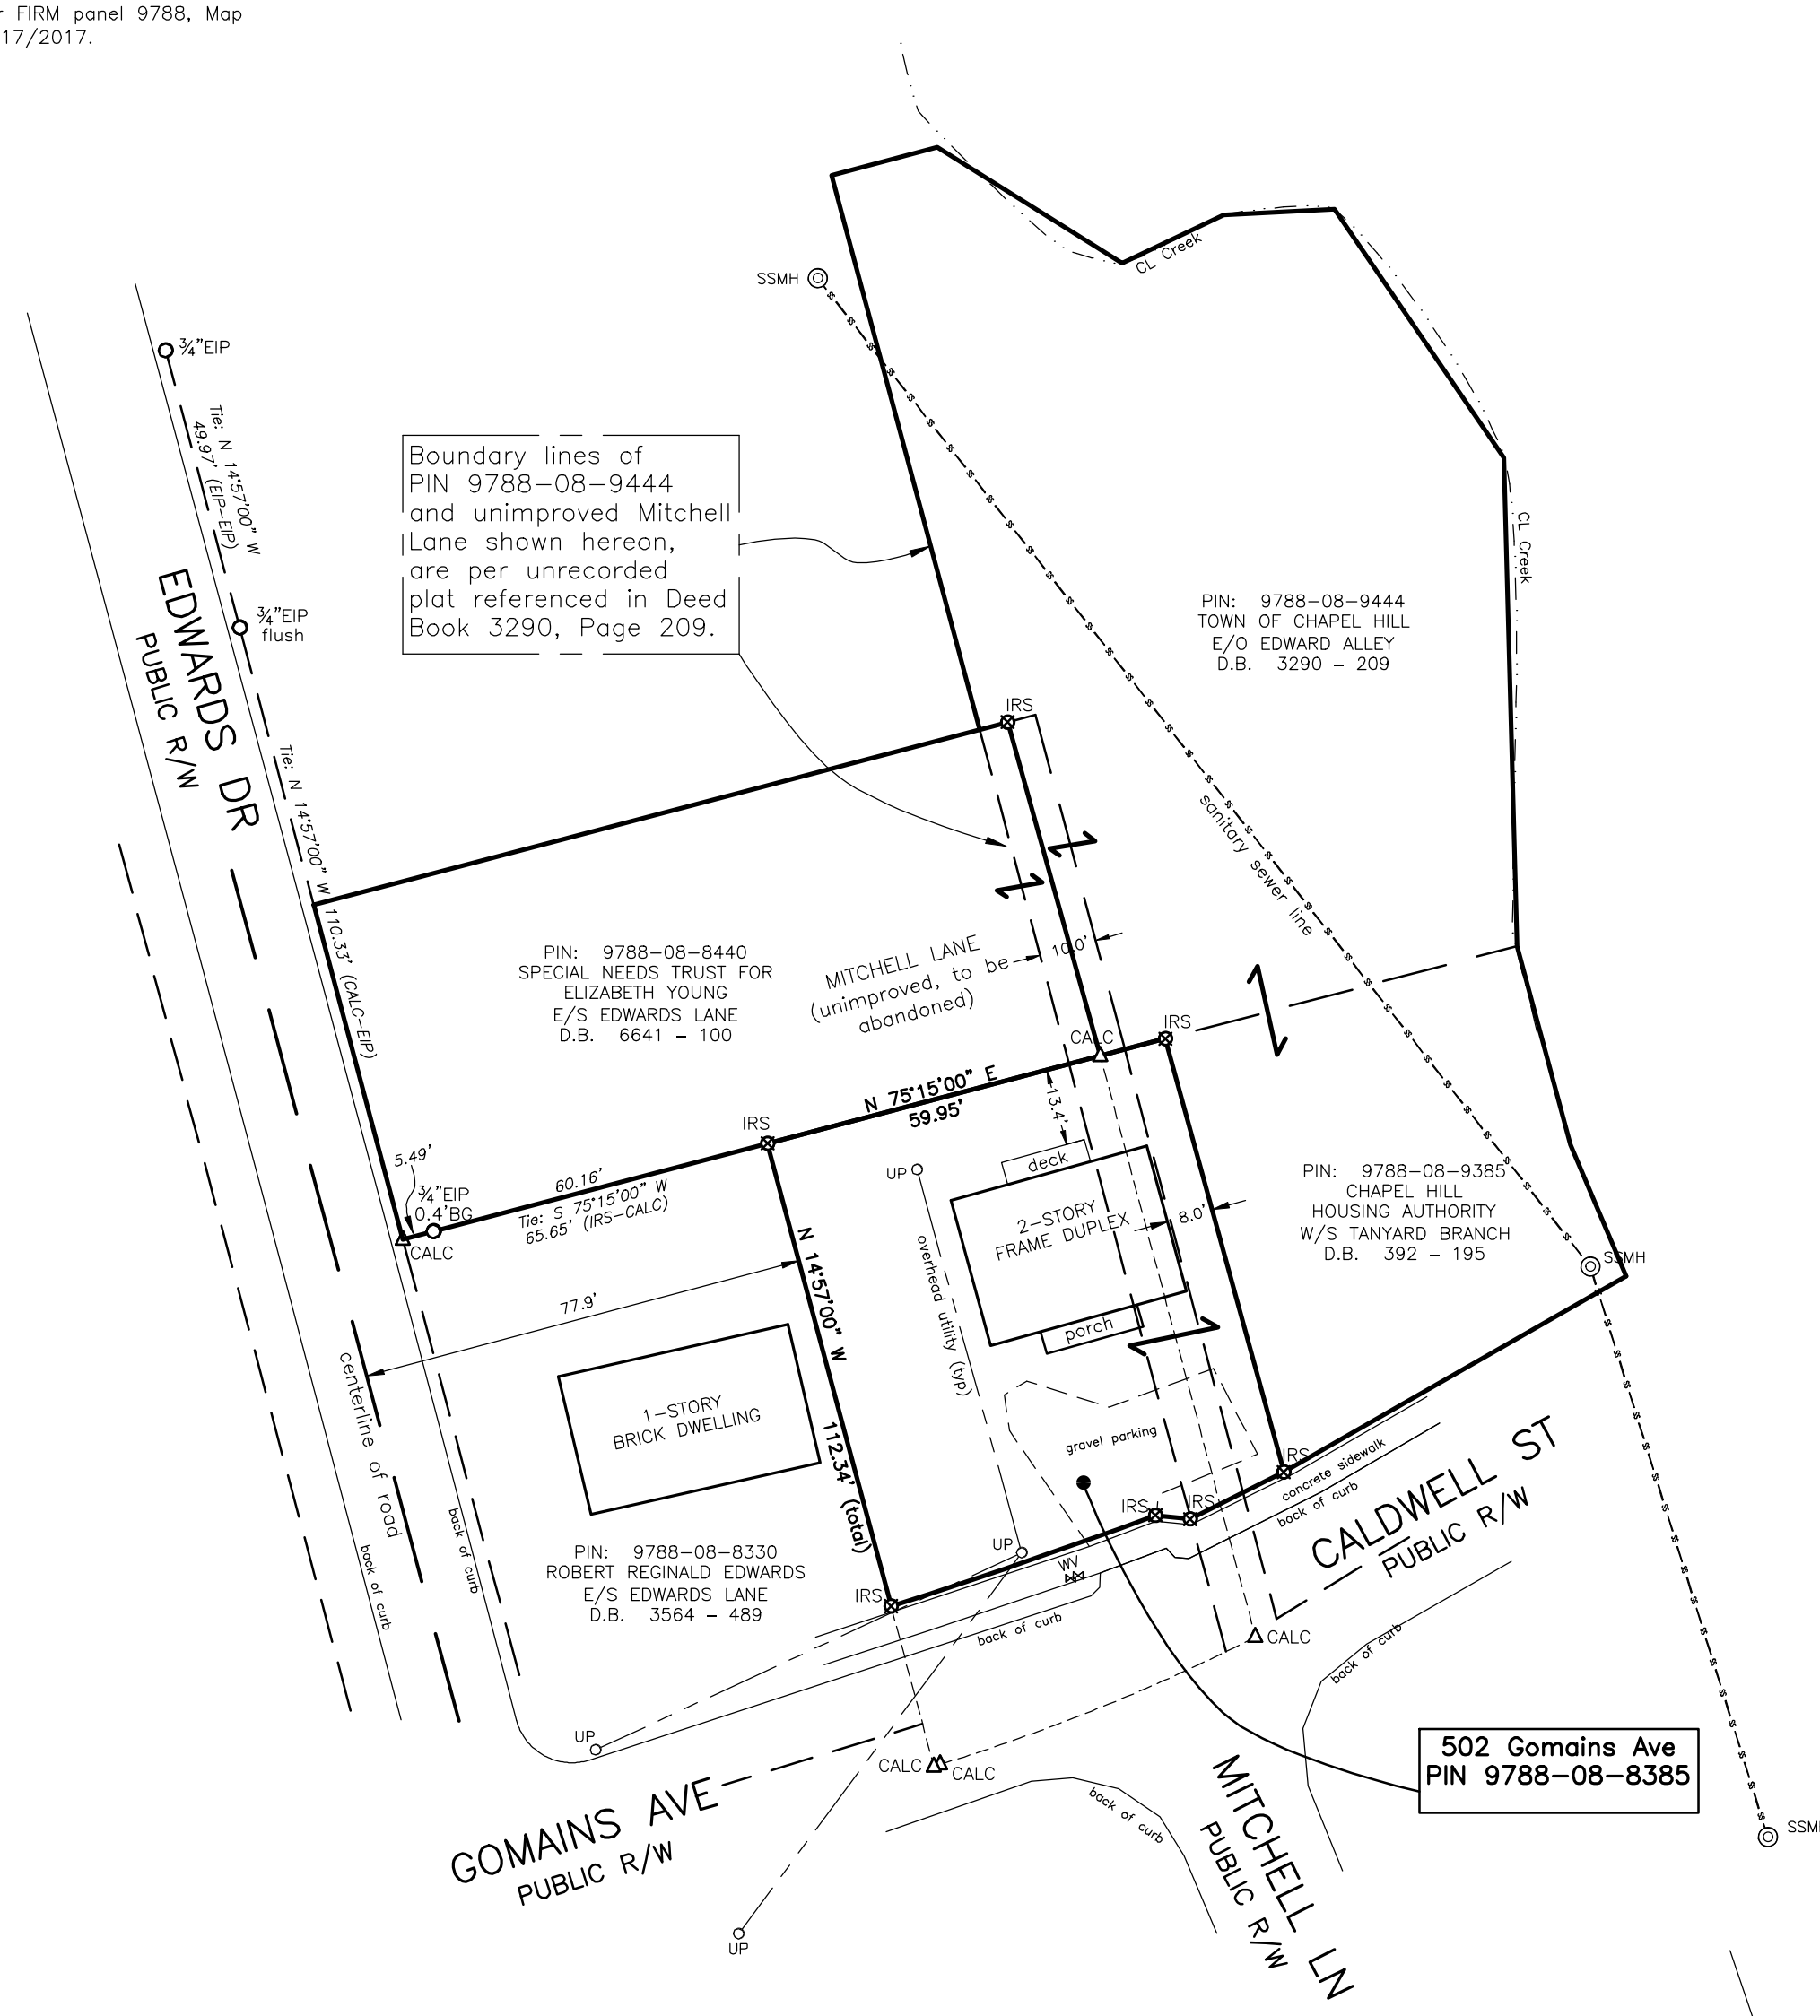 r FIRM panel 9788, Map
17/2017.
CL Creek
SSMH
¾"EIP
Tie: N 14°57'00" W
49.97' (EIP-EIP)
Boundary lines of
PIN 9788-08-9444
and unimproved Mitchell
Lane shown hereon,
are per unrecorded
plat referenced in Deed
Book 3290, Page 209.
CL Creek
EDWARDS DR
PUBLIC R/W
¾"EIP
flush
PIN: 9788-08-9444
TOWN OF CHAPEL HILL
E/O EDWARD ALLEY
D.B. 3290 - 209
IRS
Tie: N 14°57'00" W 110.33' (CALC-EIP)
sanitary sewer line
PIN: 9788-08-8440
SPECIAL NEEDS TRUST FOR
ELIZABETH YOUNG
E/S EDWARDS LANE
D.B. 6641 - 100
MITCHELL LANE
(unimproved, to be
abandoned)
10.0'
CALC
IRS
N 75°15'00" E
59.95'
13.4'
IRS
5.49'
¾"EIP
0.4'BG
CALC
60.16'
Tie: S 75°15'00" W
65.65' (IRS-CALC)
UP
deck
2-STORY
FRAME DUPLEX
8.0'
PIN: 9788-08-9385
CHAPEL HILL
HOUSING AUTHORITY
W/S TANYARD BRANCH
D.B. 392 - 195
SSMH
77.9'
N 14°57'00" W
112.34' (total)
overhead utility (typ)
porch
centerline of road
1-STORY
BRICK DWELLING
gravel parking
back of curb
back of curb
PIN: 9788-08-8330
ROBERT REGINALD EDWARDS
E/S EDWARDS LANE
D.B. 3564 - 489
IRS
IRS
IRS
IRS
concrete sidewalk
back of curb
CALDWELL ST
PUBLIC R/W
UP
WV
back of curb
CALC
back of curb
UP
CALC
CALC
back of curb
GOMAINS AVE
PUBLIC R/W
MITCHELL LN
PUBLIC R/W
502 Gomains Ave
PIN 9788-08-8385
SSMH
UP
ss